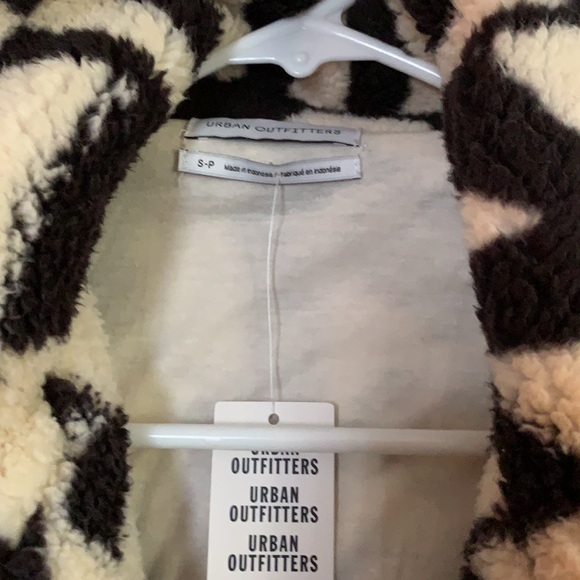 URBAN OUTFITTERS
S-P Made in Indonesia • Fabriqué en Indonésie
URBAN
OUTFITTERS
URBAN
OUTFITTERS
URBAN
OUTFITTERS